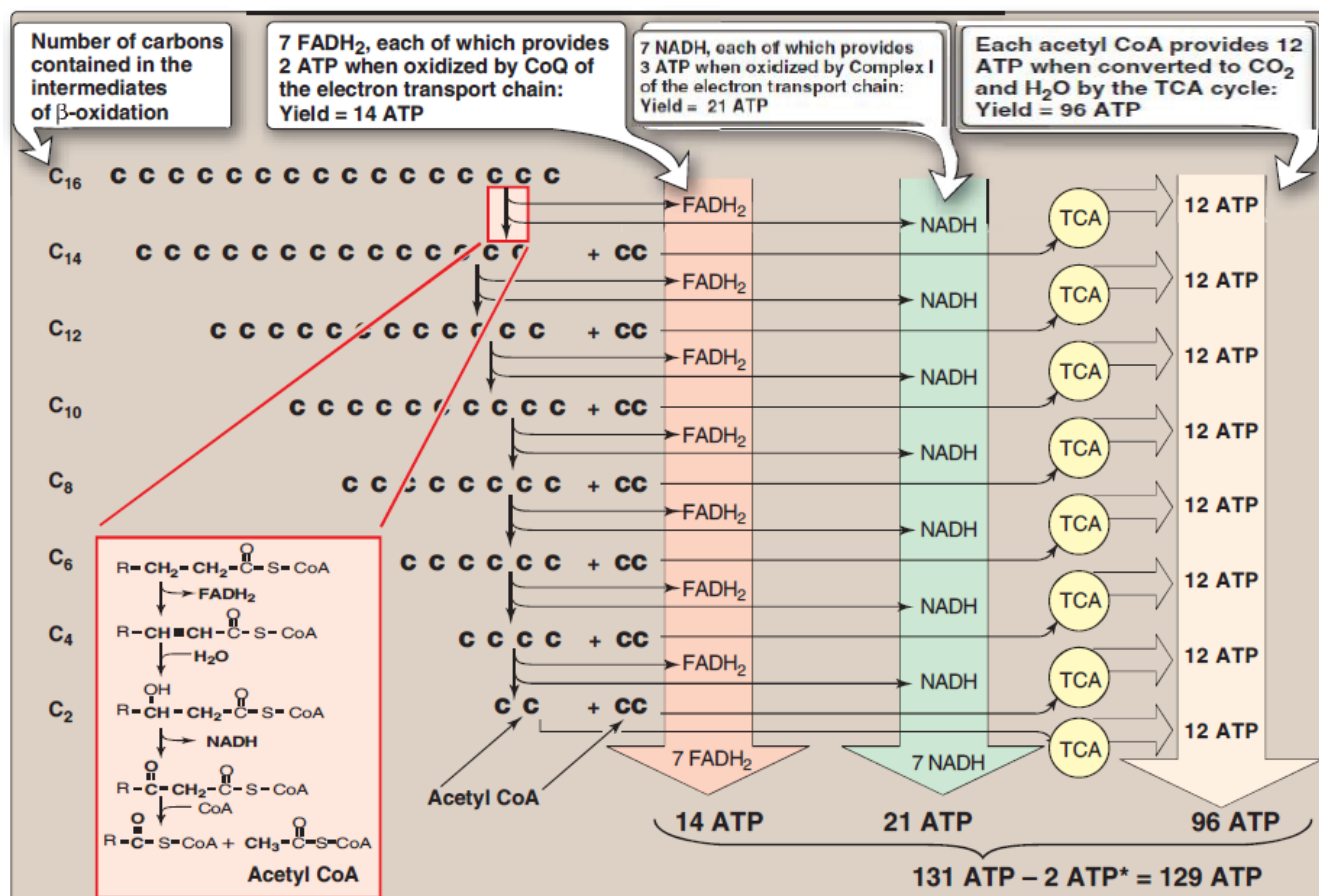 Number of carbons
contained in the
intermediates
of β-oxidation
7 FADH₂, each of which provides
2 ATP when oxidized by CoQ of
the electron transport chain:
Yield = 14 ATP
7 NADH, each of which provides
3 ATP when oxidized by Complex I
of the electron transport chain:
Yield = 21 ATP
Each acetyl CoA provides 12
ATP when converted to CO₂
and H₂O by the TCA cycle:
Yield = 96 ATP
C₁₆ C C C C C C C C C C C C C C C C
FADH₂
NADH
TCA
12 ATP
C₁₄ C C C C C C C C C C C C C C + CC
FADH₂
NADH
TCA
12 ATP
C₁₂ C C C C C C C C C C C C + CC
FADH₂
NADH
TCA
12 ATP
C₁₀ C C C C C C C C C C + CC
FADH₂
NADH
TCA
12 ATP
C₈ C C C C C C C C + CC
FADH₂
NADH
TCA
12 ATP
C₆ C C C C C C + CC
FADH₂
NADH
TCA
12 ATP
C₄ C C C C + CC
FADH₂
NADH
TCA
12 ATP
C₂ C C + CC
TCA
12 ATP
R–CH₂–CH₂–C–S–CoA
O
FADH₂
R–CH=CH–C–S–CoA
O
H₂O
R–CH–CH₂–C–S–CoA
OH O
NADH
R–C–CH₂–C–S–CoA
O O
CoA
R–C–S–CoA + CH₃–C–S–CoA
O O
Acetyl CoA
Acetyl CoA
7 FADH₂
7 NADH
14 ATP
21 ATP
96 ATP
131 ATP – 2 ATP* = 129 ATP